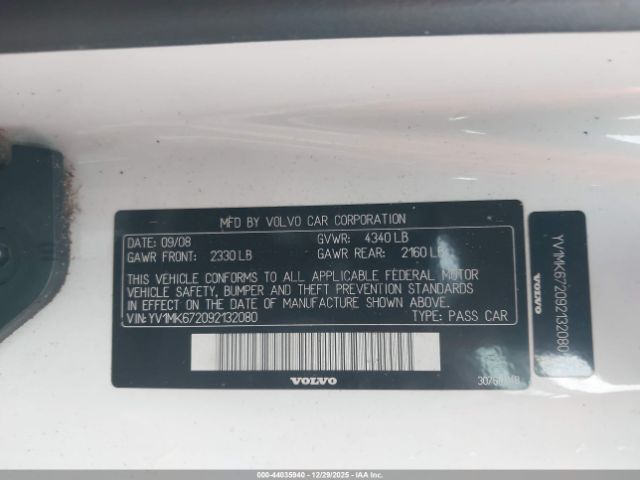 MFD BY VOLVO CAR CORPORATION
DATE: 09/08 GVWR: 4340 LB
GAWR FRONT: 2330 LB GAWR REAR: 2160 LB
THIS VEHICLE CONFORMS TO ALL APPLICABLE FEDERAL MOTOR
VEHICLE SAFETY, BUMPER AND THEFT PREVENTION STANDARDS
IN EFFECT ON THE DATE OF MANUFACTURE SHOWN ABOVE.
VIN: YV1MK672092132080 TYPE: PASS CAR
VOLVO
YV1MK672092132080
VOLVO
000-44035940 - 12/29/2025 - IAA, Inc.